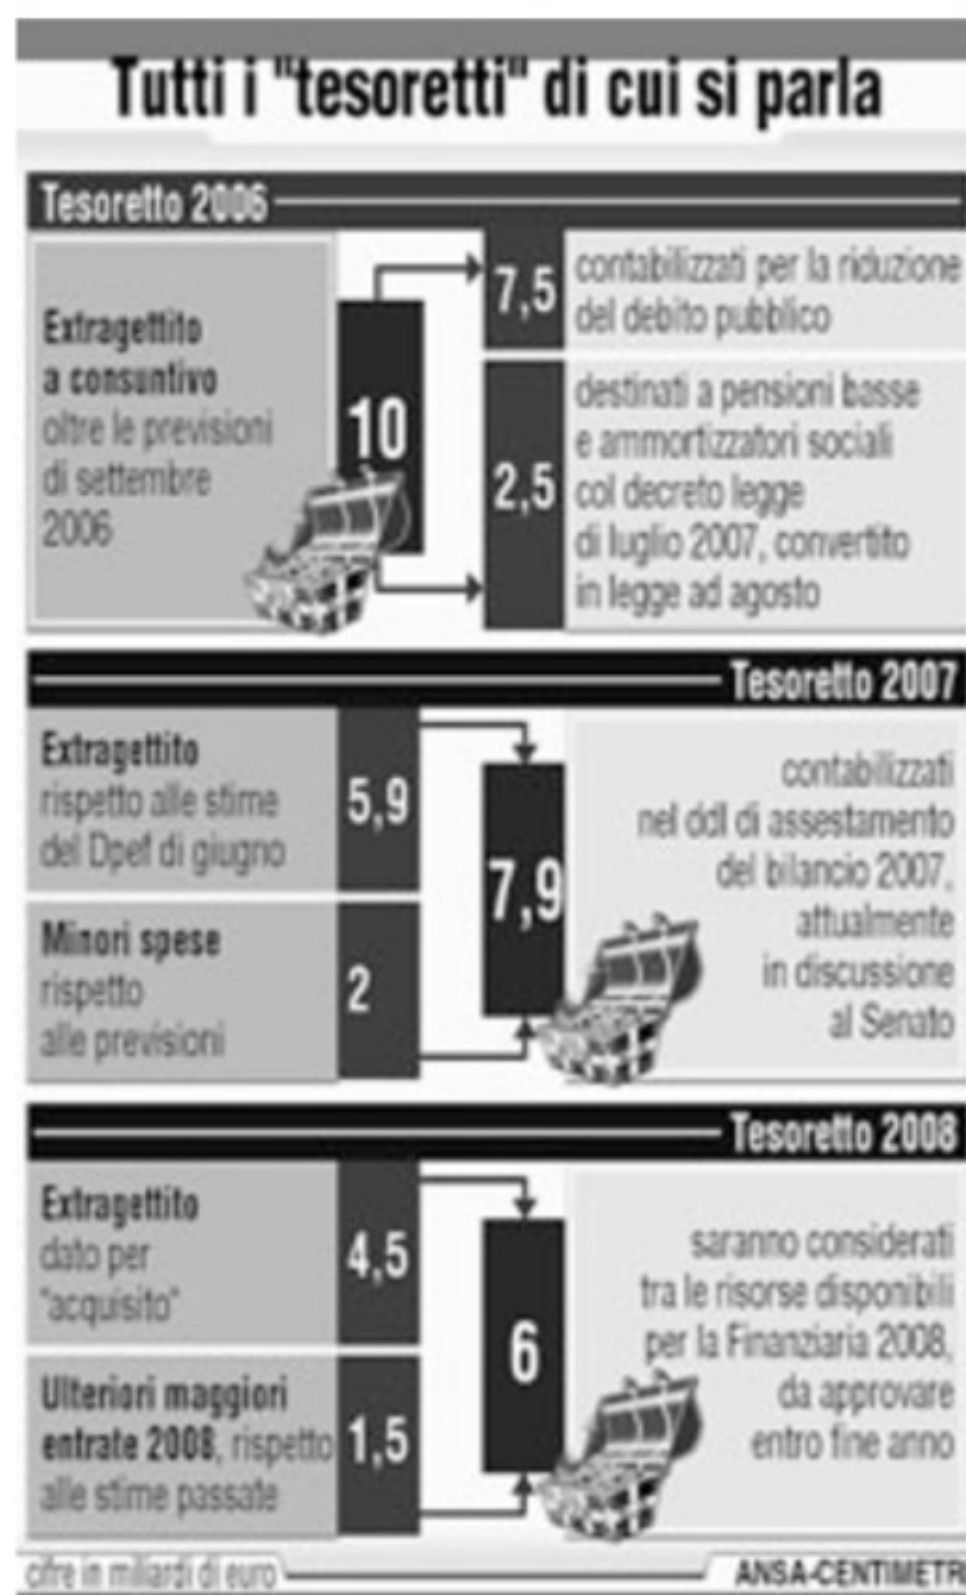 Tutti i "tesoretti" di cui si parla
Tesoretto 2006
Extragettito
a consuntivo
oltre le previsioni
di settembre
2006
10
7,5
contabilizzati per la riduzione
del debito pubblico
2,5
destinati a pensioni basse
e ammortizzatori sociali
col decreto legge
di luglio 2007, convertito
in legge ad agosto
Tesoretto 2007
Extragettito
rispetto alle stime
del Dpef di giugno
5,9
Minori spese
rispetto
alle previsioni
2
7,9
contabilizzati
nel ddl di assestamento
del bilancio 2007,
attualmente
in discussione
al Senato
Tesoretto 2008
Extragettito
dato per
"acquisito"
4,5
Ulteriori maggiori
entrate 2008, rispetto
alle stime passate
1,5
6
saranno considerati
tra le risorse disponibili
per la Finanziaria 2008,
da approvare
entro fine anno
cifre in miliardi di euro
ANSA-CENTIMETRI